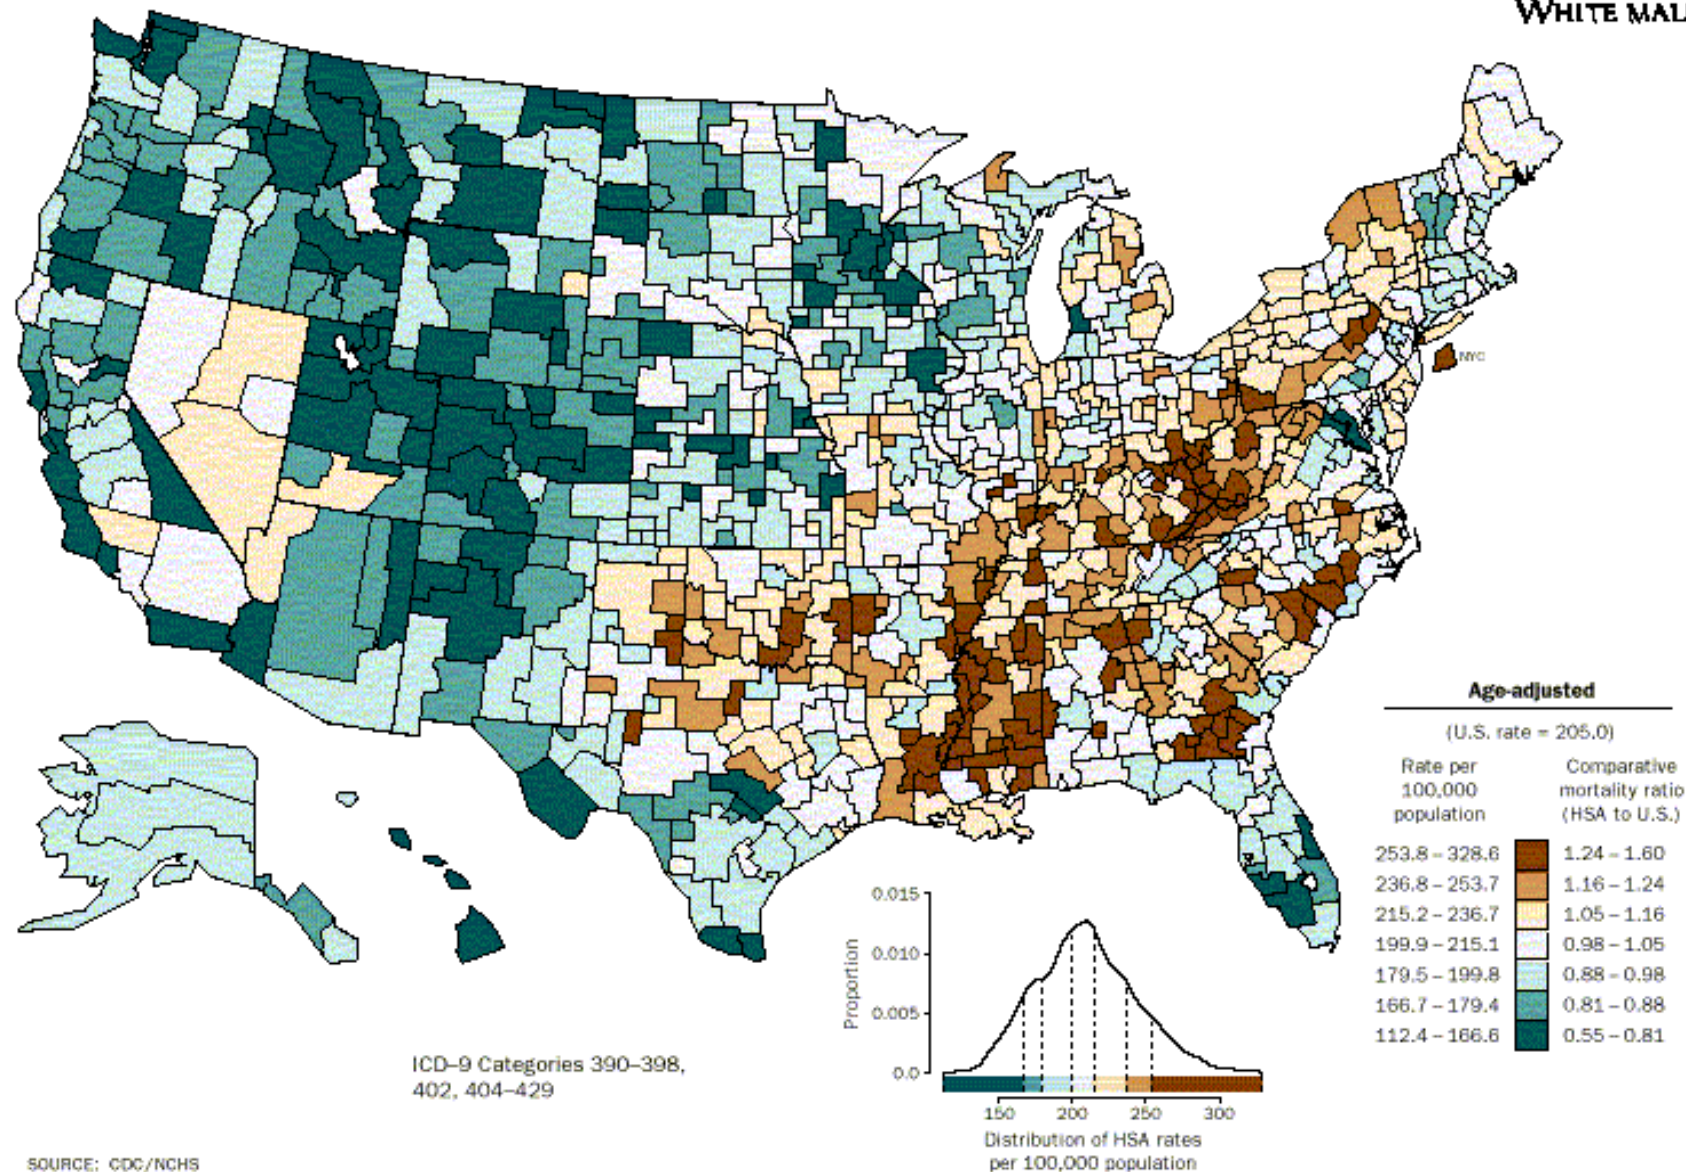 WHITE MAL
NYC
Age-adjusted
(U.S. rate = 205.0)
Rate per
100,000
population
Comparative
mortality ratio
(HSA to U.S.)
253.8 – 328.6 1.24 – 1.60
236.8 – 253.7 1.16 – 1.24
215.2 – 236.7 1.05 – 1.16
199.9 – 215.1 0.98 – 1.05
179.5 – 199.8 0.88 – 0.98
166.7 – 179.4 0.81 – 0.88
112.4 – 166.6 0.55 – 0.81
0.015
0.010
0.005
0.0
Proportion
150 200 250 300
Distribution of HSA rates
per 100,000 population
ICD–9 Categories 390–398,
402, 404–429
SOURCE: CDC/NCHS